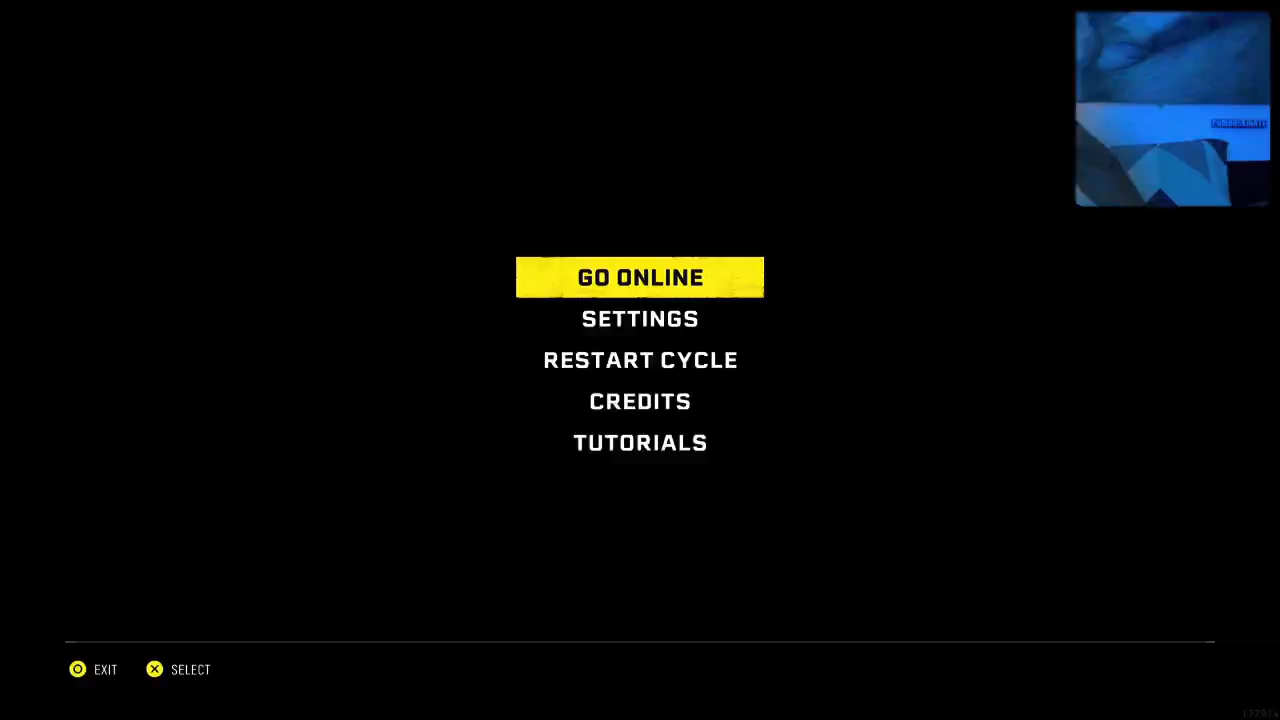 GO ONLINE
SETTINGS
RESTART CYCLE
CREDITS
TUTORIALS
EXIT SELECT